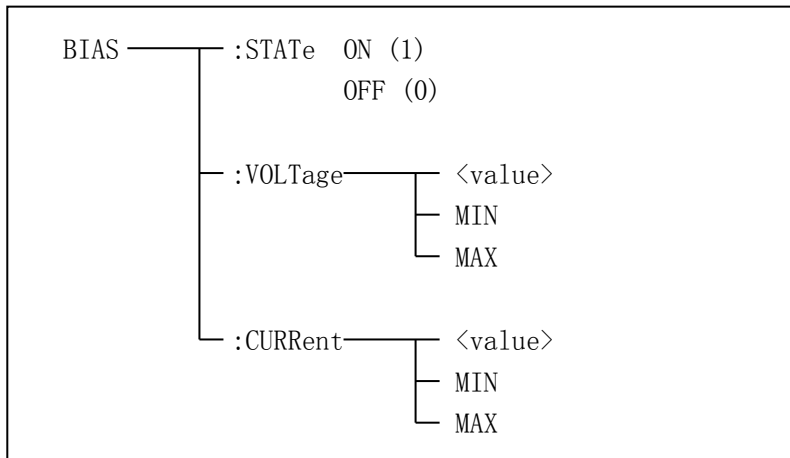 BIAS :STATe ON (1)
OFF (0)
:VOLTage <value>
MIN
MAX
:CURRent <value>
MIN
MAX